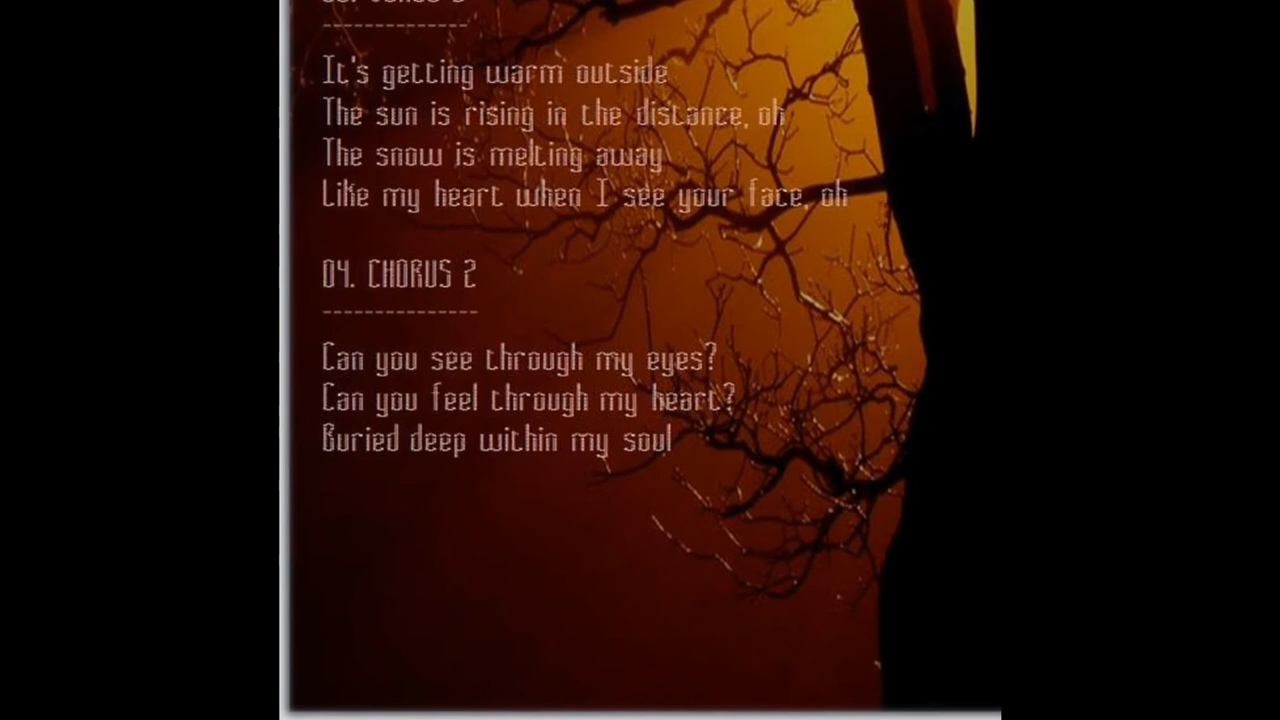 --------------
It's getting warm outside
The sun is rising in the distance, oh
The snow is melting away
Like my heart when I see your face, oh
04. CHORUS 2
---------------
Can you see through my eyes?
Can you feel through my heart?
Buried deep within my soul